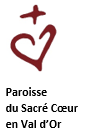 Paroisse
du Sacré Cœur
en Val d'Or